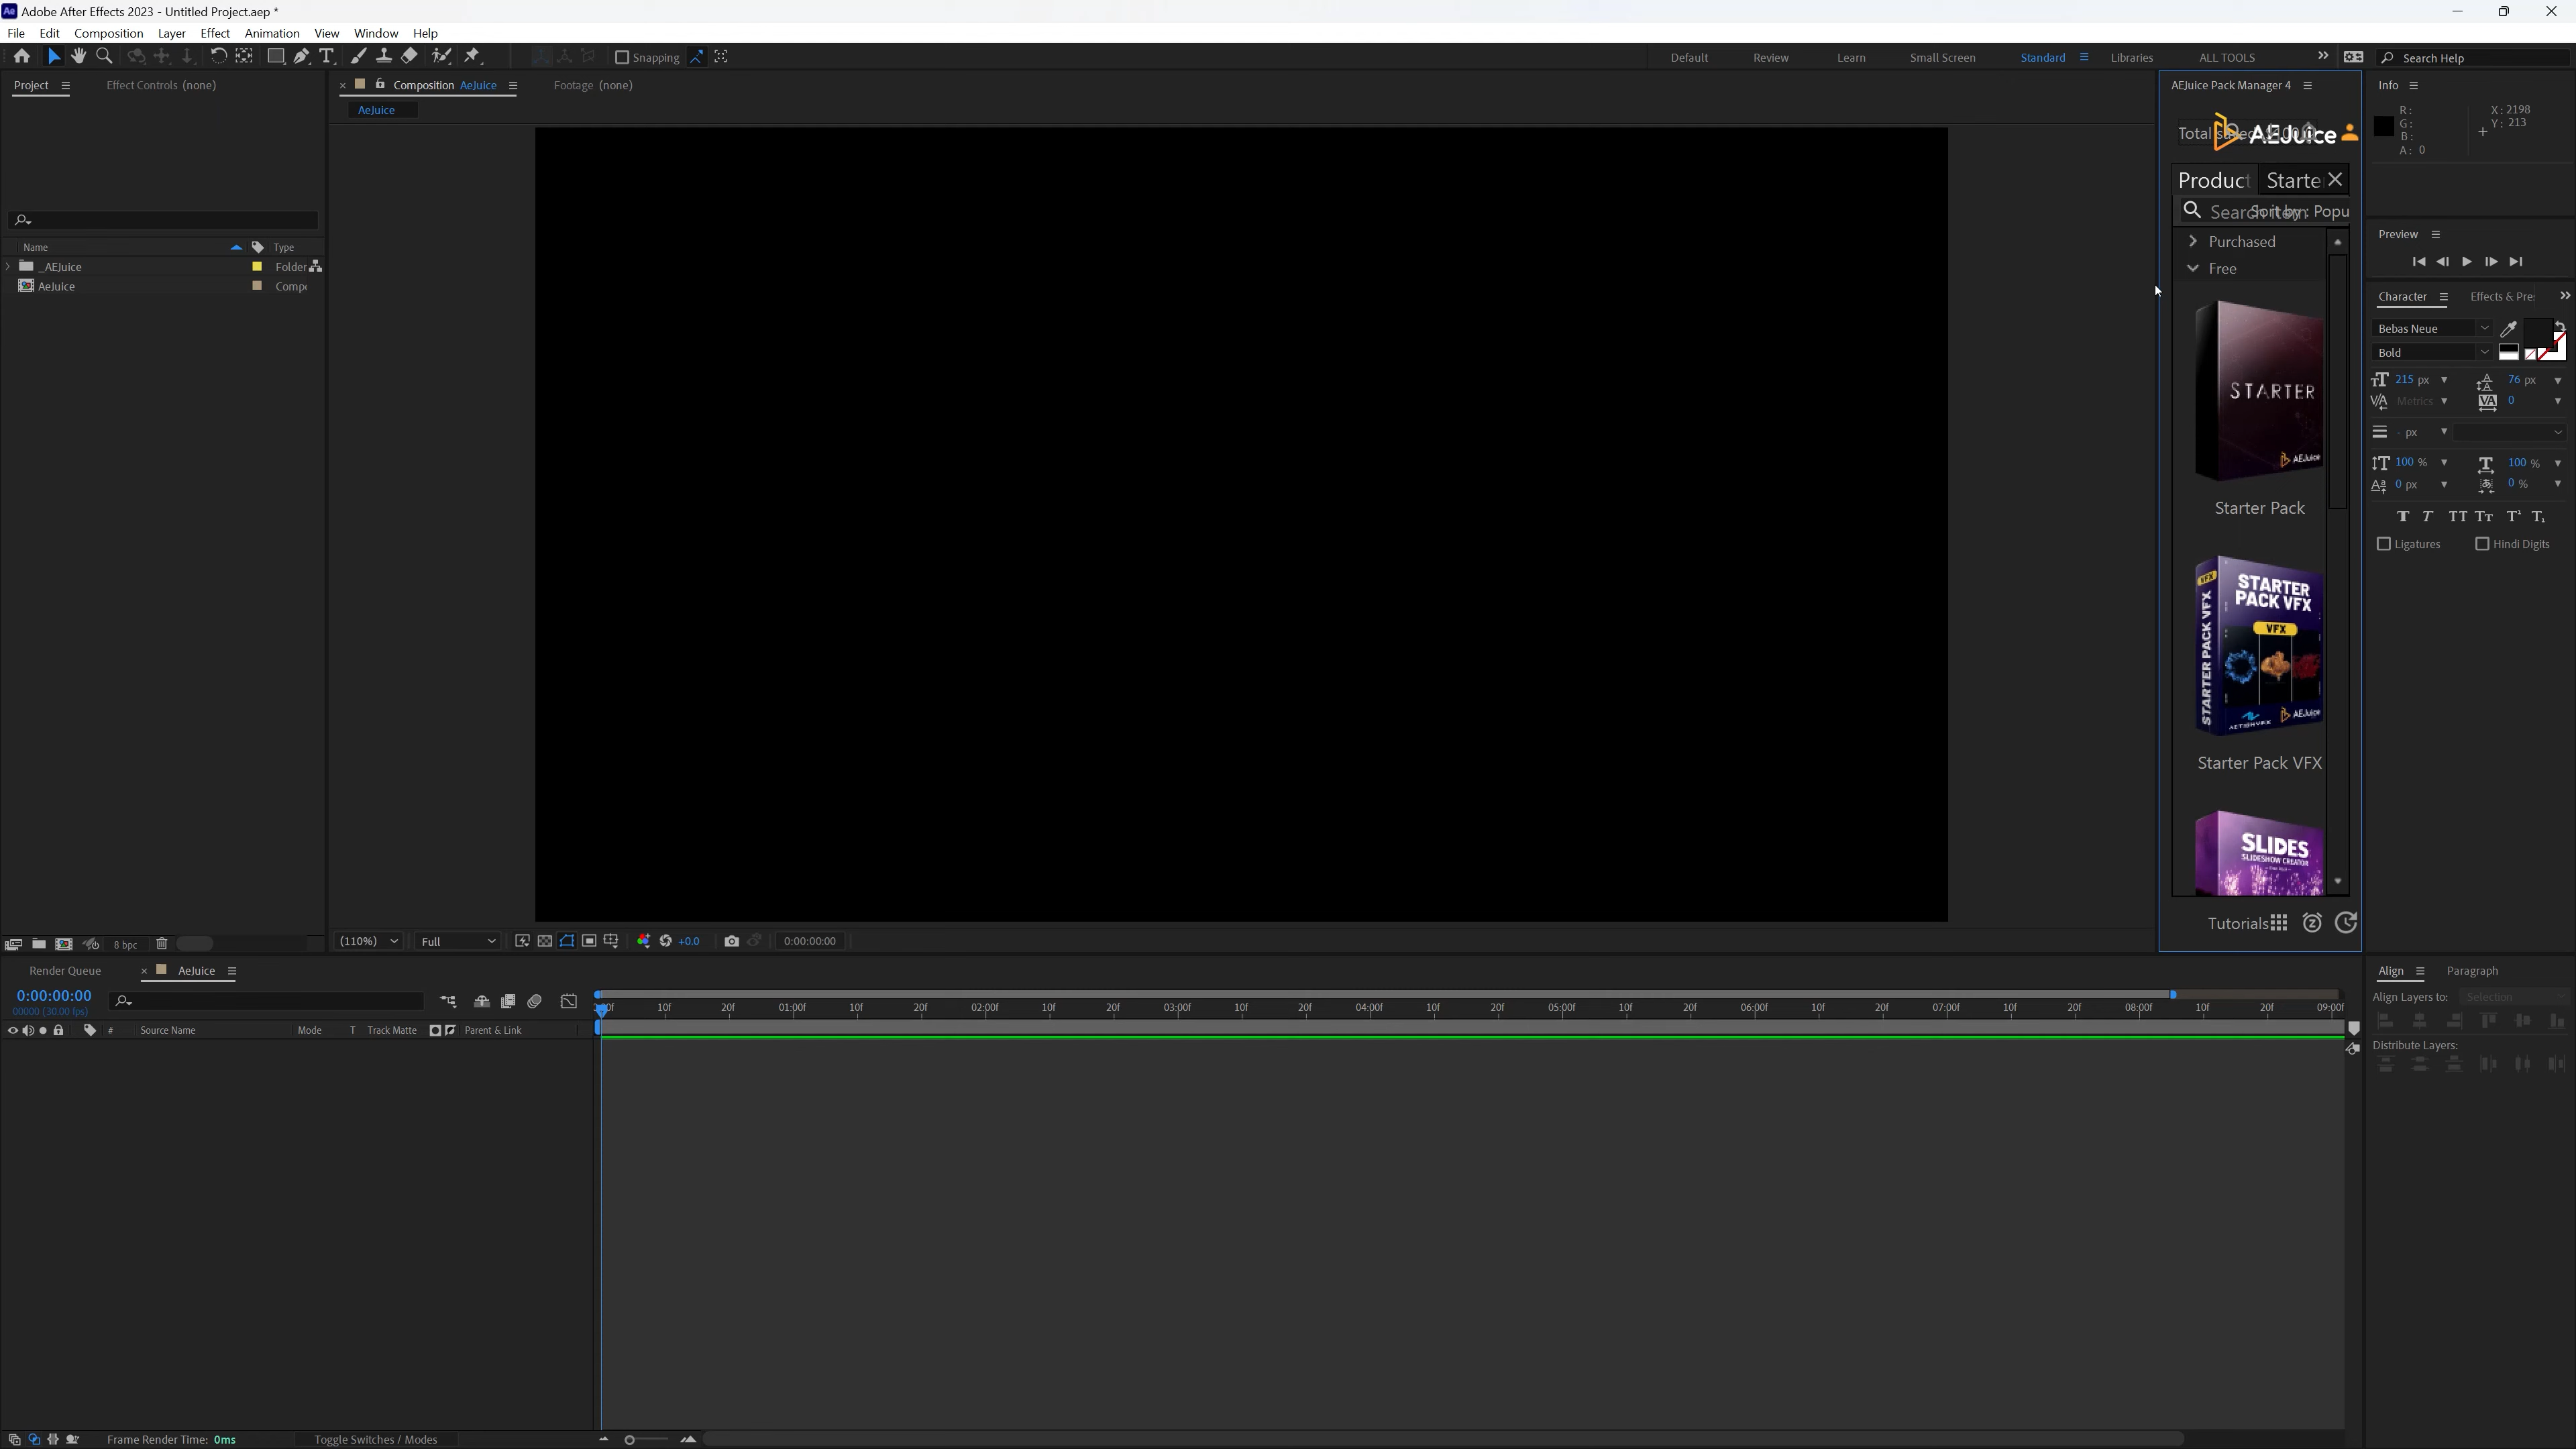 Adobe After Effects 2023 - Untitled Project.aep *
File Edit Composition Layer Effect Animation View Window Help
Snapping
Default Review Learn Small Screen Standard Libraries ALL TOOLS
Search Help
Project
Effect Controls (none)
Composition AeJuice
Footage (none)
AeJuice
Name Type
_AEJuice Folder
AeJuice Comp
AEJuice Pack Manager 4
Total
AEJuice
Product Starte
Search item
Sort by: Popu
Purchased
Free
STARTER
AEJuice
Starter Pack
VFX
STARTER PACK VFX
STARTER
PACK VFX
VFX
AEJuice
Starter Pack VFX
SLIDES
SLIDESHOW CREATOR
Tutorials
Info
R:
G:
B:
A: 0
X: 2198
Y: 213
Preview
Character Effects & Pre
Bebas Neue
Bold
215 px 76 px
Metrics 0
- px
100 % 100 %
0 px 0 %
Ligatures Hindi Digits
8 bpc
(110%) Full +0.0 0:00:00:00
Render Queue AeJuice
0:00:00:00
00000 (30.00 fps)
# Source Name Mode T Track Matte Parent & Link
10f 20f 01:00f 10f 20f 02:00f 10f 20f 03:00f 10f 20f 04:00f 10f 20f 05:00f 10f 20f 06:00f 10f 20f 07:00f 10f 20f 08:00f 10f 20f 09:00f
Align Paragraph
Align Layers to: Selection
Distribute Layers:
Frame Render Time: 0ms Toggle Switches / Modes